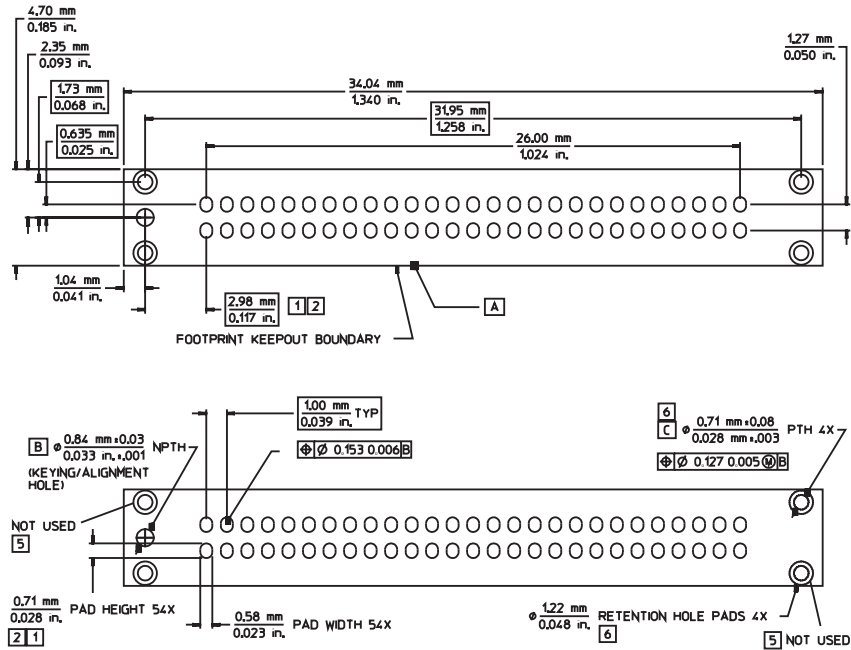 4.70 mm
0.185 in.
2.35 mm
0.093 in.
1.73 mm
0.068 in.
0.635 mm
0.025 in.
34.04 mm
1.340 in.
31.95 mm
1.258 in.
26.00 mm
1.024 in.
1.27 mm
0.050 in.
1.04 mm
0.041 in.
2.98 mm
0.117 in.
1 2
A
FOOTPRINT KEEPOUT BOUNDARY
1.00 mm TYP
0.039 in.
⌖ Ø 0.153 0.006 B
B ø 0.84 mm±0.03 NPTH
0.033 in.±.001
(KEYING/ALIGNMENT
HOLE)
6
C ø 0.71 mm±0.08 PTH 4X
0.028 mm±.003
⌖ Ø 0.127 0.005 Ⓜ B
NOT USED
5
0.71 mm PAD HEIGHT 54X
0.028 in.
2 1
0.58 mm PAD WIDTH 54X
0.023 in.
ø 1.22 mm RETENTION HOLE PADS 4X
0.048 in.
6
5 NOT USED